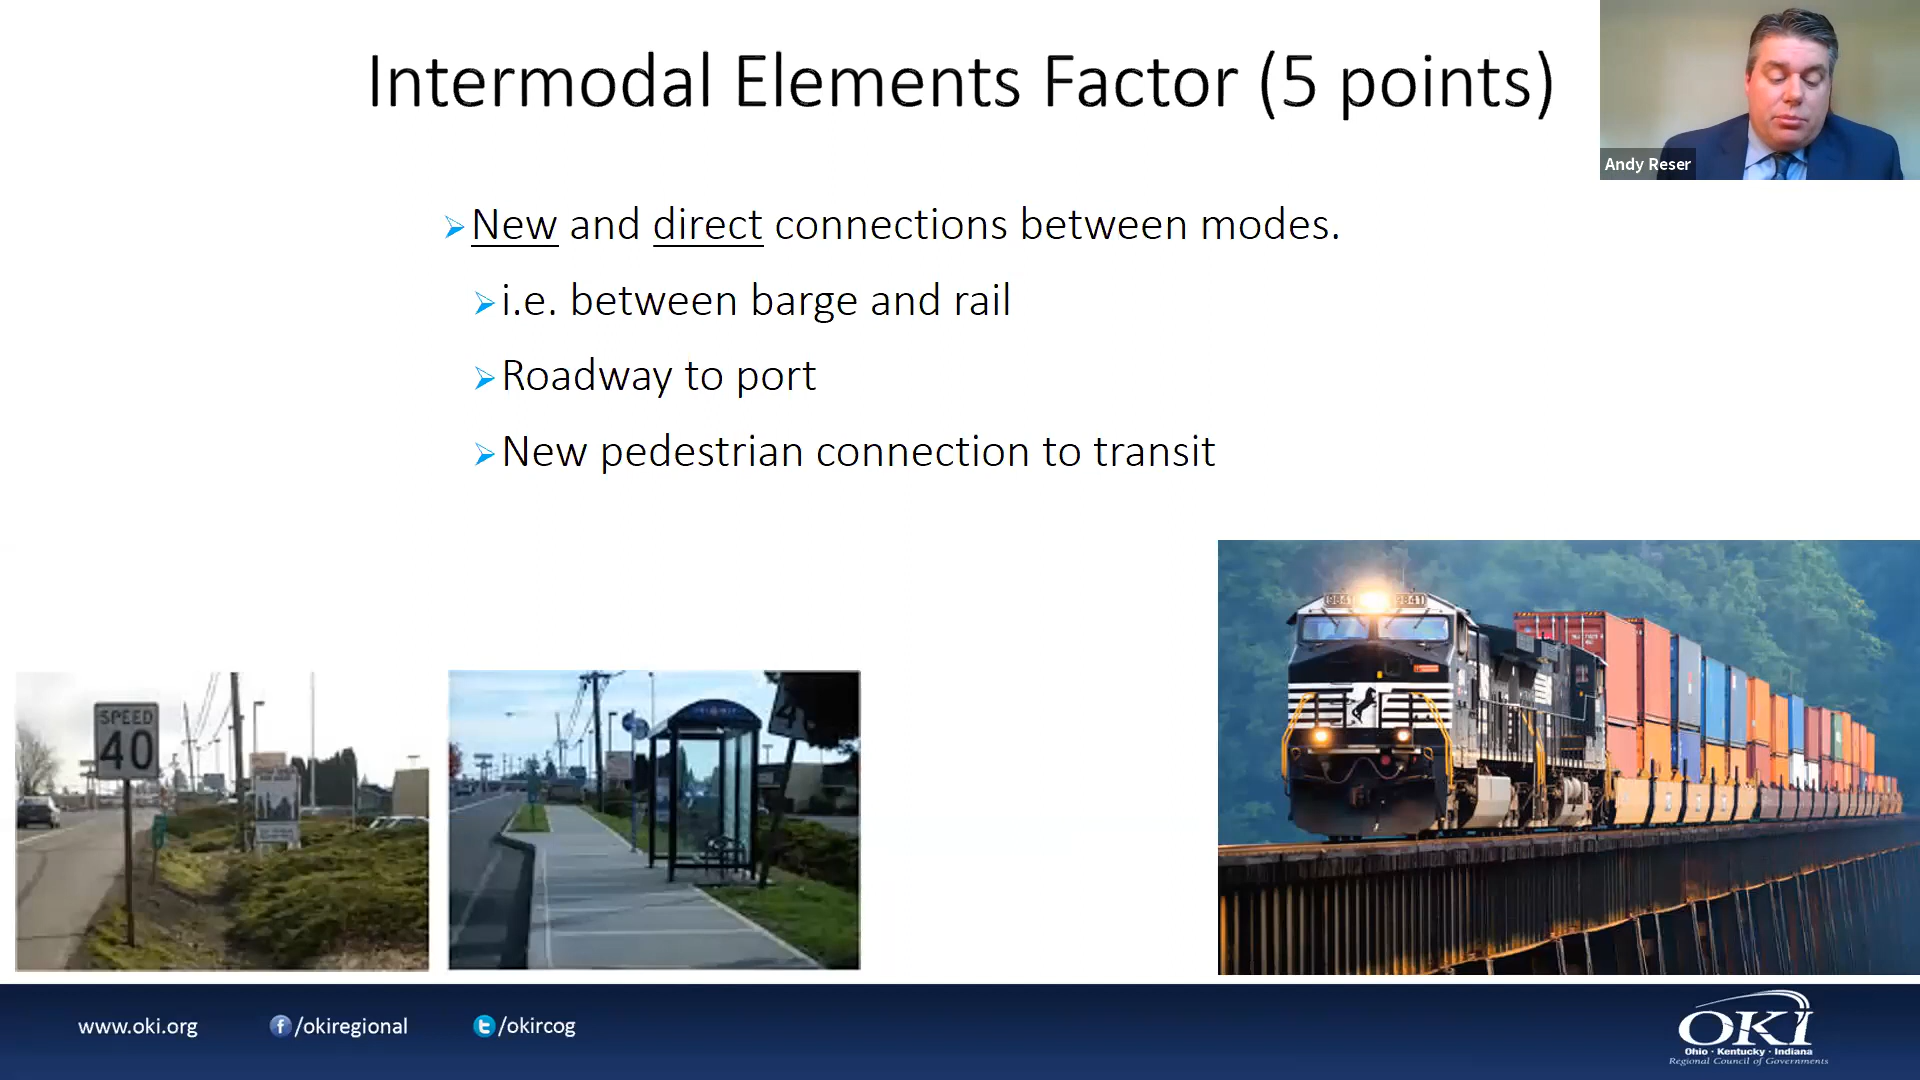 Intermodal Elements Factor (5 points)
Andy Reser
New and direct connections between modes.
i.e. between barge and rail
Roadway to port
New pedestrian connection to transit
SPEED
40
9841
www.oki.org
/okiregional
/okircog
OKI
Ohio · Kentucky · Indiana
Regional Council of Governments